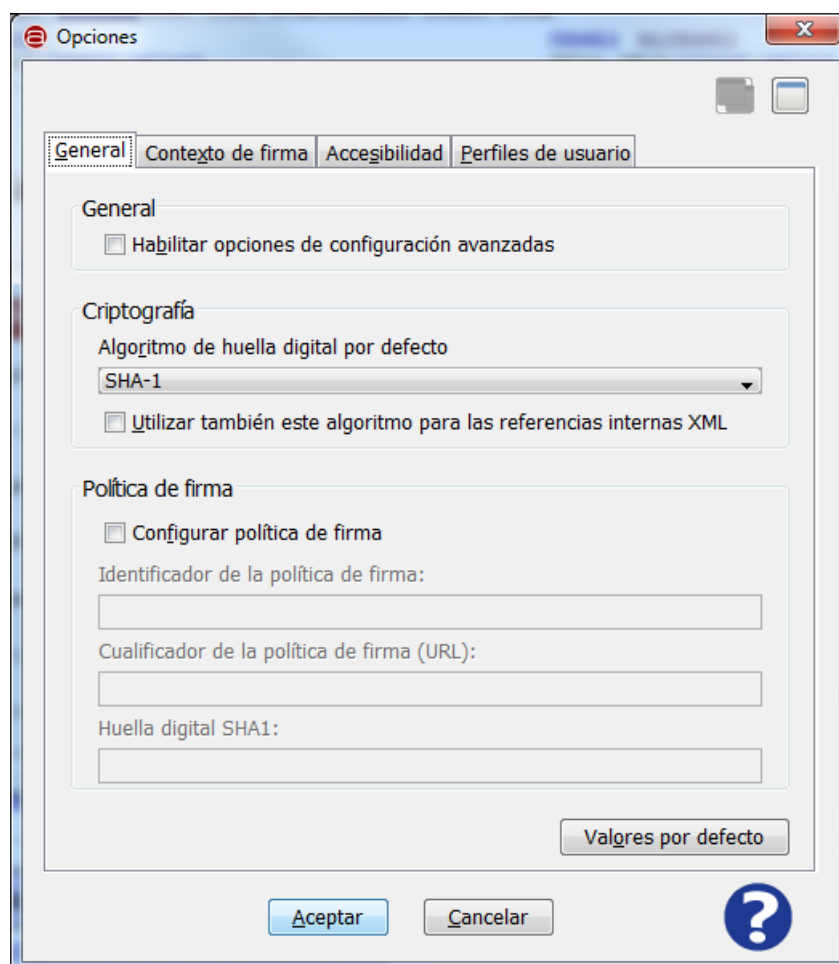 Opciones
General
Contexto de firma
Accesibilidad
Perfiles de usuario
General
Habilitar opciones de configuración avanzadas
Criptografía
Algoritmo de huella digital por defecto
SHA-1
Utilizar también este algoritmo para las referencias internas XML
Política de firma
Configurar política de firma
Identificador de la política de firma:
Cualificador de la política de firma (URL):
Huella digital SHA1:
Valores por defecto
Aceptar
Cancelar
?